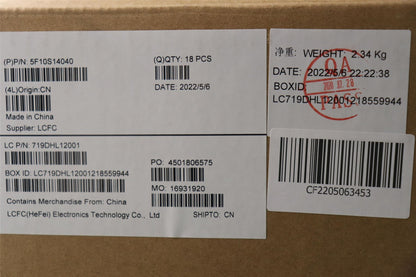 (P)P/N: 5F10S14040
(Q)QTY: 18 PCS
(4L)Origin:CN
DATE: 2022/5/6
Made in China
Supplier: LCFC
LC P/N: 719DHL12001
PO: 4501806575
BOX ID: LC719DHL12001218559944
MO: 16931920
Contains Merchandise From: China
LCFC(HeFei) Electronics Technology Co., Ltd
SHIPTO: CN
净重: WEIGHT: 2.34 Kg
DATE: 2022/5/6 22:22:38
BOXID:
LC719DHL12001218559944
QA
PASS
CF2205063453